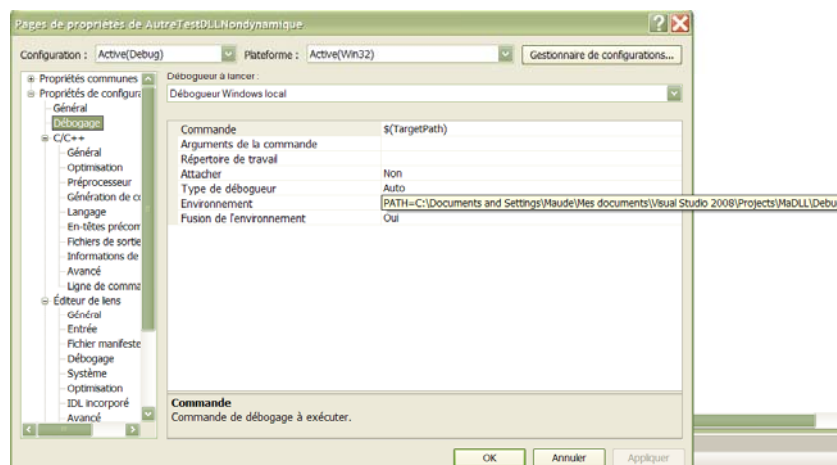 Pages de propriétés de AutreTestDLLNondynamique
Configuration : Active(Debug) Plateforme : Active(Win32) Gestionnaire de configurations...
Propriétés communes
Propriétés de configura
Général
Débogage
C/C++
Général
Optimisation
Préprocesseur
Génération de co
Langage
En-têtes précom
Fichiers de sortie
Informations de
Avancé
Ligne de comma
Éditeur de liens
Général
Entrée
Fichier manifeste
Débogage
Système
Optimisation
IDL incorporé
Avancé
Débogueur à lancer :
Débogueur Windows local
Commande $(TargetPath)
Arguments de la commande
Répertoire de travail
Attacher Non
Type de débogueur Auto
Environnement PATH=C:\Documents and Settings\Maude\Mes documents\Visual Studio 2008\Projects\MaDLL\Debu
Fusion de l'environnement Oui
Commande
Commande de débogage à exécuter.
OK Annuler Appliquer